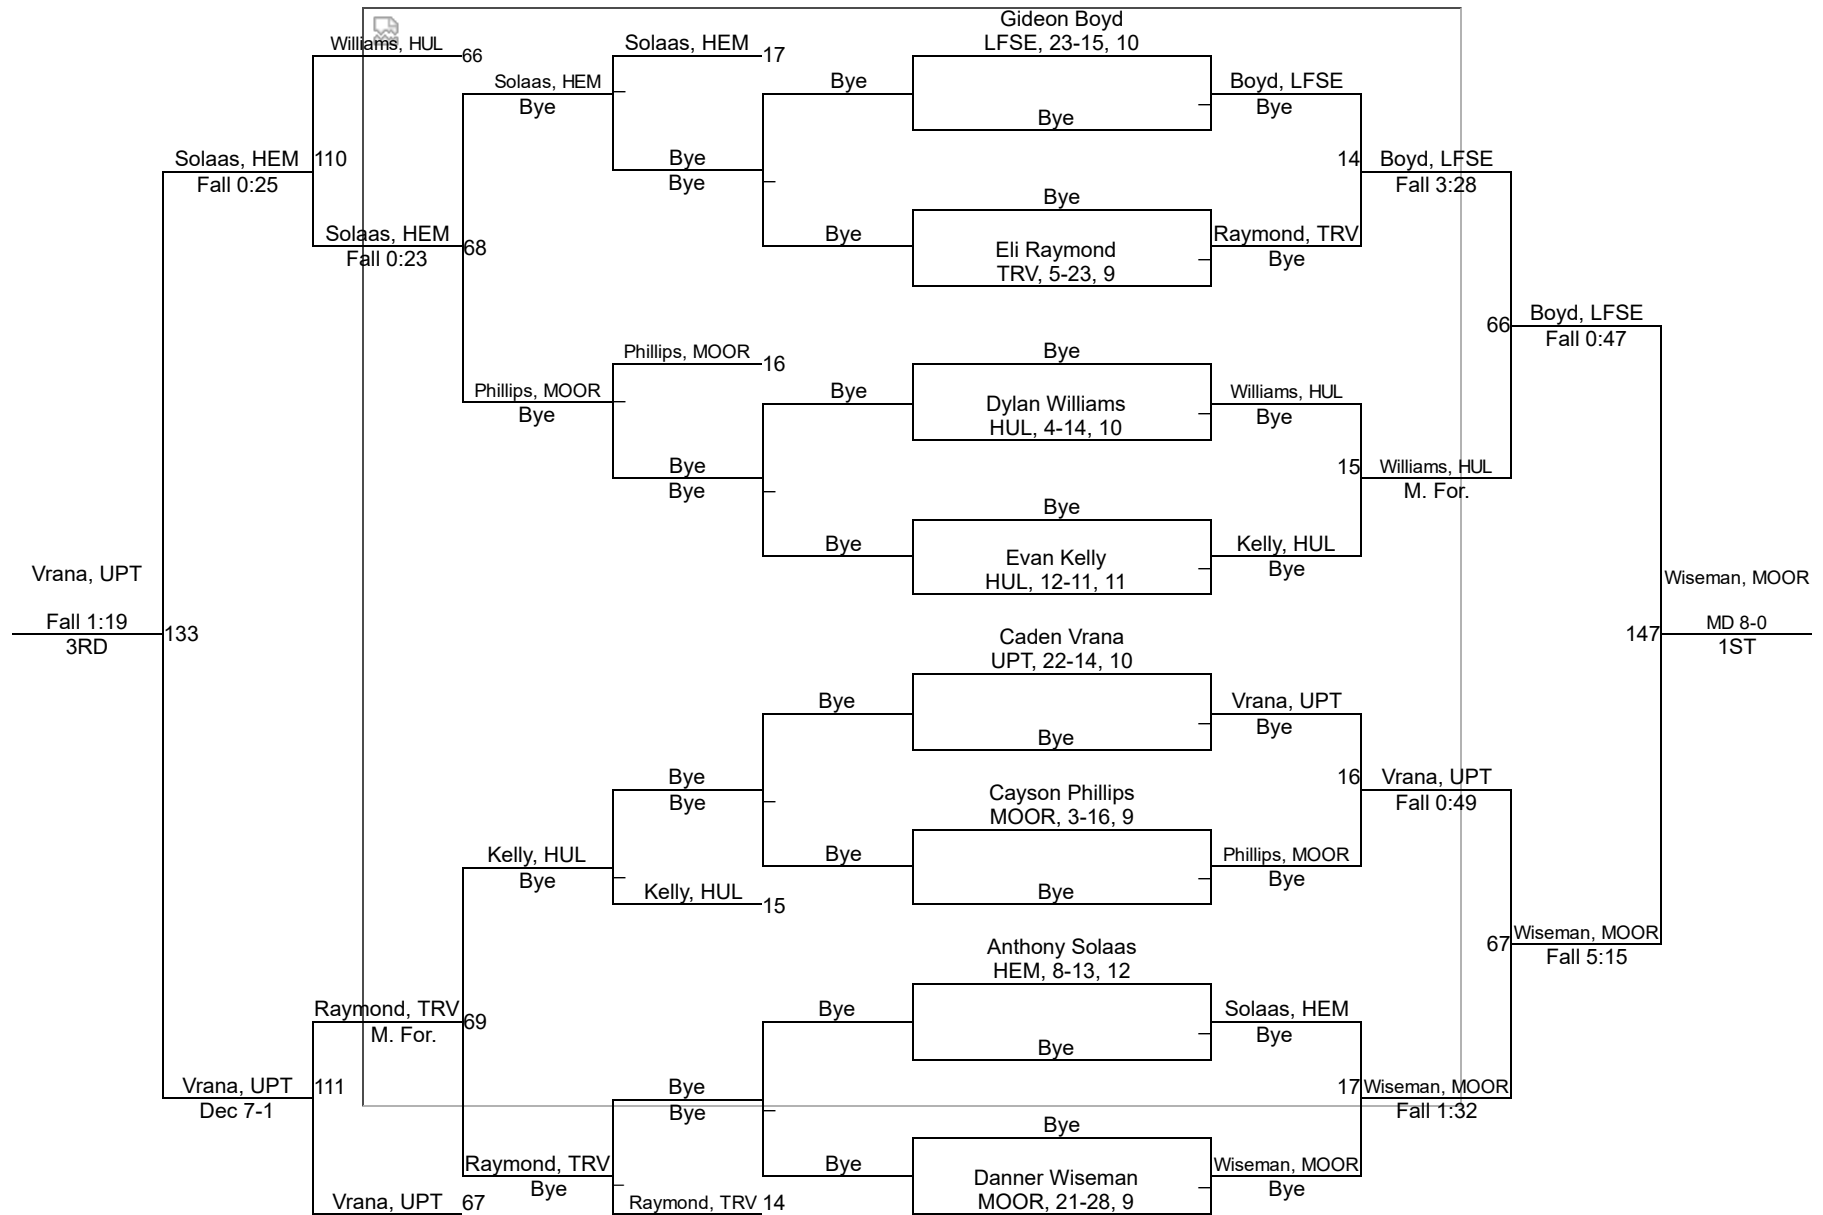 Gideon Boyd
Williams, HUL
66
Solaas, HEM
17
LFSE, 23-15, 10
Solaas, HEM
Bye
Bye
Boyd, LFSE
Bye
Bye
Bye
Solaas, HEM
110
Fall 0:25
Bye
Bye
14
Boyd, LFSE
Fall 3:28
Bye
Solaas, HEM
68
Fall 0:23
Bye
Eli Raymond
TRV, 5-23, 9
Raymond, TRV
Bye
66
Boyd, LFSE
Fall 0:47
Phillips, MOOR
16
Bye
Phillips, MOOR
Bye
Bye
Dylan Williams
HUL, 4-14, 10
Williams, HUL
Bye
Bye
Bye
15
Williams, HUL
M. For.
Bye
Bye
Evan Kelly
HUL, 12-11, 11
Kelly, HUL
Bye
Vrana, UPT
Fall 1:19
3RD
133
Wiseman, MOOR
147
MD 8-0
1ST
Caden Vrana
UPT, 22-14, 10
Bye
Bye
Vrana, UPT
Bye
Bye
Bye
Cayson Phillips
MOOR, 3-16, 9
16
Vrana, UPT
Fall 0:49
Kelly, HUL
Bye
Bye
Bye
Phillips, MOOR
Bye
Kelly, HUL
15
67
Wiseman, MOOR
Fall 5:15
Anthony Solaas
HEM, 8-13, 12
Raymond, TRV
69
M. For.
Bye
Bye
Solaas, HEM
Bye
Vrana, UPT
111
Dec 7-1
Bye
Bye
17
Wiseman, MOOR
Fall 1:32
Bye
Raymond, TRV
Bye
Bye
Danner Wiseman
MOOR, 21-28, 9
Wiseman, MOOR
Bye
Vrana, UPT
67
Raymond, TRV
14